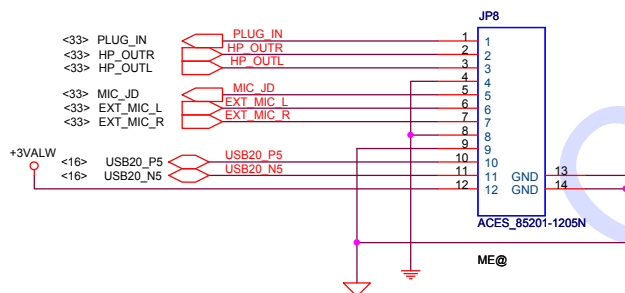 JP8
<33> PLUG_IN PLUG_IN 1 1
<33> HP_OUTR HP_OUTR 2 2
<33> HP_OUTL HP_OUTL 3 3
4 4
<33> MIC_JD MIC_JD 5 5
<33> EXT_MIC_L EXT_MIC_L 6 6
<33> EXT_MIC_R EXT_MIC_R 7 7
8 8
9 9
<16> USB20_P5 USB20_P5 10 10
+3VALW <16> USB20_N5 USB20_N5 11 11 GND 13
12 12 GND 14
ACES_85201-1205N
ME@